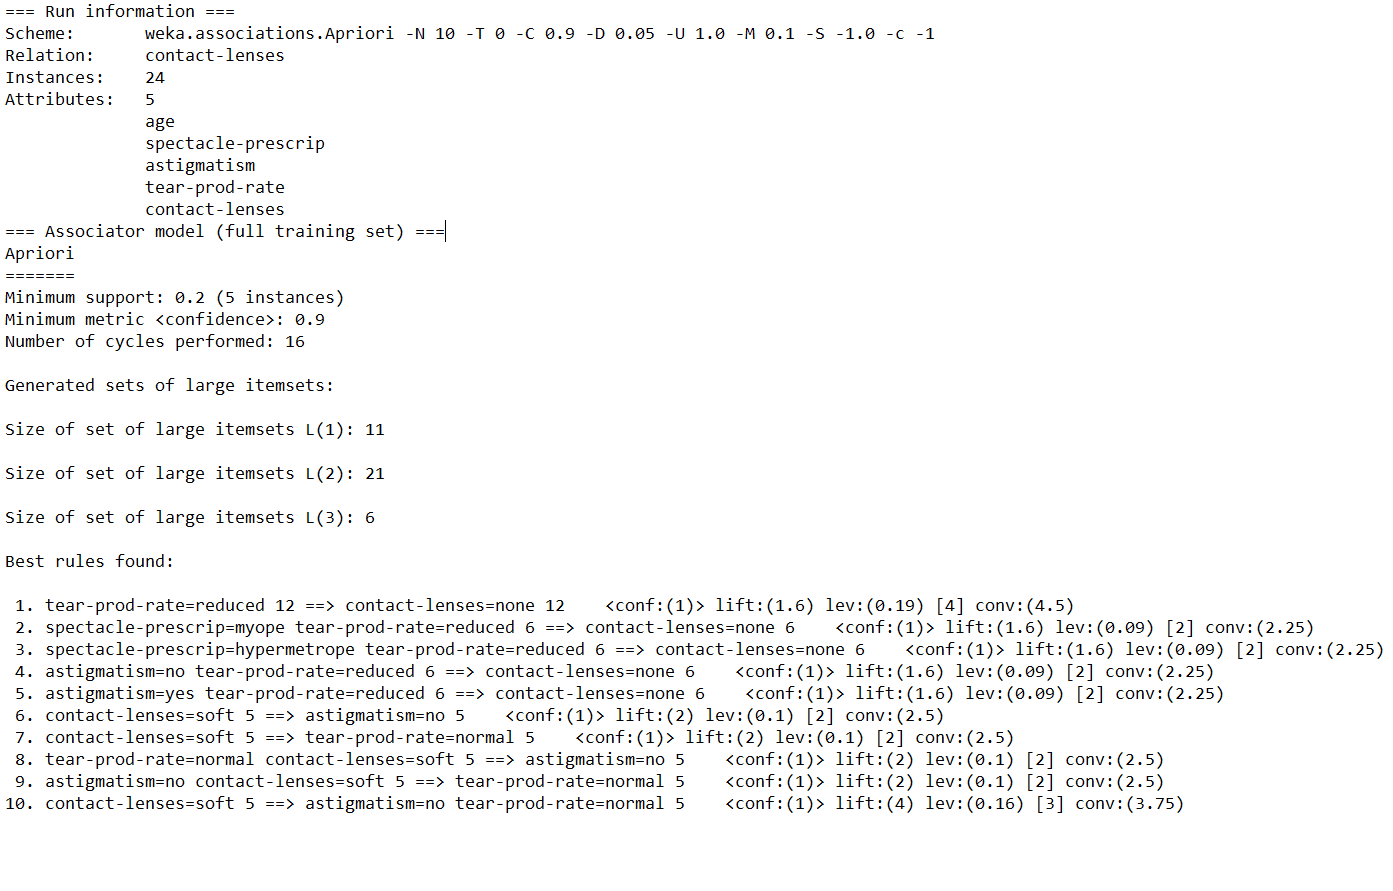 === Run information ===
Scheme: weka.associations.Apriori -N 10 -T 0 -C 0.9 -D 0.05 -U 1.0 -M 0.1 -S -1.0 -c -1
Relation: contact-lenses
Instances: 24
Attributes: 5
age
spectacle-prescrip
astigmatism
tear-prod-rate
contact-lenses
=== Associator model (full training set) ===
Apriori
=======
Minimum support: 0.2 (5 instances)
Minimum metric <confidence>: 0.9
Number of cycles performed: 16
Generated sets of large itemsets:
Size of set of large itemsets L(1): 11
Size of set of large itemsets L(2): 21
Size of set of large itemsets L(3): 6
Best rules found:
1. tear-prod-rate=reduced 12 ==> contact-lenses=none 12 <conf:(1)> lift:(1.6) lev:(0.19) [4] conv:(4.5)
2. spectacle-prescrip=myope tear-prod-rate=reduced 6 ==> contact-lenses=none 6 <conf:(1)> lift:(1.6) lev:(0.09) [2] conv:(2.25)
3. spectacle-prescrip=hypermetrope tear-prod-rate=reduced 6 ==> contact-lenses=none 6 <conf:(1)> lift:(1.6) lev:(0.09) [2] conv:(2.25)
4. astigmatism=no tear-prod-rate=reduced 6 ==> contact-lenses=none 6 <conf:(1)> lift:(1.6) lev:(0.09) [2] conv:(2.25)
5. astigmatism=yes tear-prod-rate=reduced 6 ==> contact-lenses=none 6 <conf:(1)> lift:(1.6) lev:(0.09) [2] conv:(2.25)
6. contact-lenses=soft 5 ==> astigmatism=no 5 <conf:(1)> lift:(2) lev:(0.1) [2] conv:(2.5)
7. contact-lenses=soft 5 ==> tear-prod-rate=normal 5 <conf:(1)> lift:(2) lev:(0.1) [2] conv:(2.5)
8. tear-prod-rate=normal contact-lenses=soft 5 ==> astigmatism=no 5 <conf:(1)> lift:(2) lev:(0.1) [2] conv:(2.5)
9. astigmatism=no contact-lenses=soft 5 ==> tear-prod-rate=normal 5 <conf:(1)> lift:(2) lev:(0.1) [2] conv:(2.5)
10. contact-lenses=soft 5 ==> astigmatism=no tear-prod-rate=normal 5 <conf:(1)> lift:(4) lev:(0.16) [3] conv:(3.75)